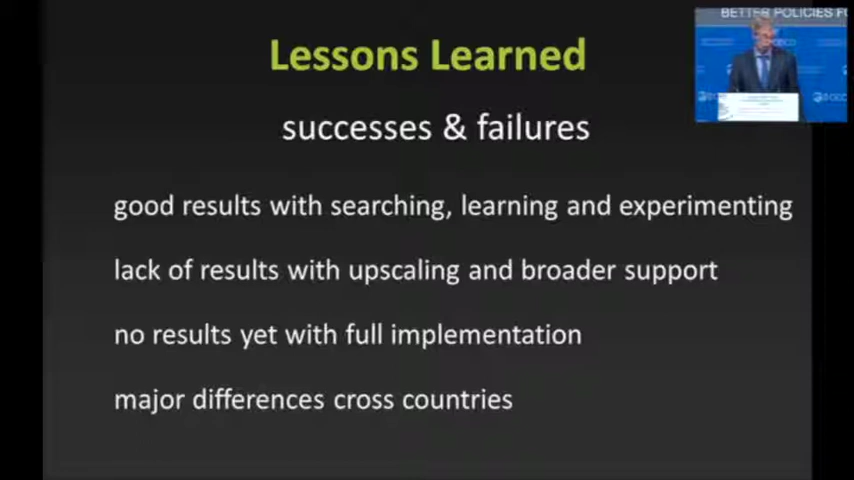 Lessons Learned
BETTER POLICIES FO
successes & failures
good results with searching, learning and experimenting
lack of results with upscaling and broader support
no results yet with full implementation
major differences cross countries